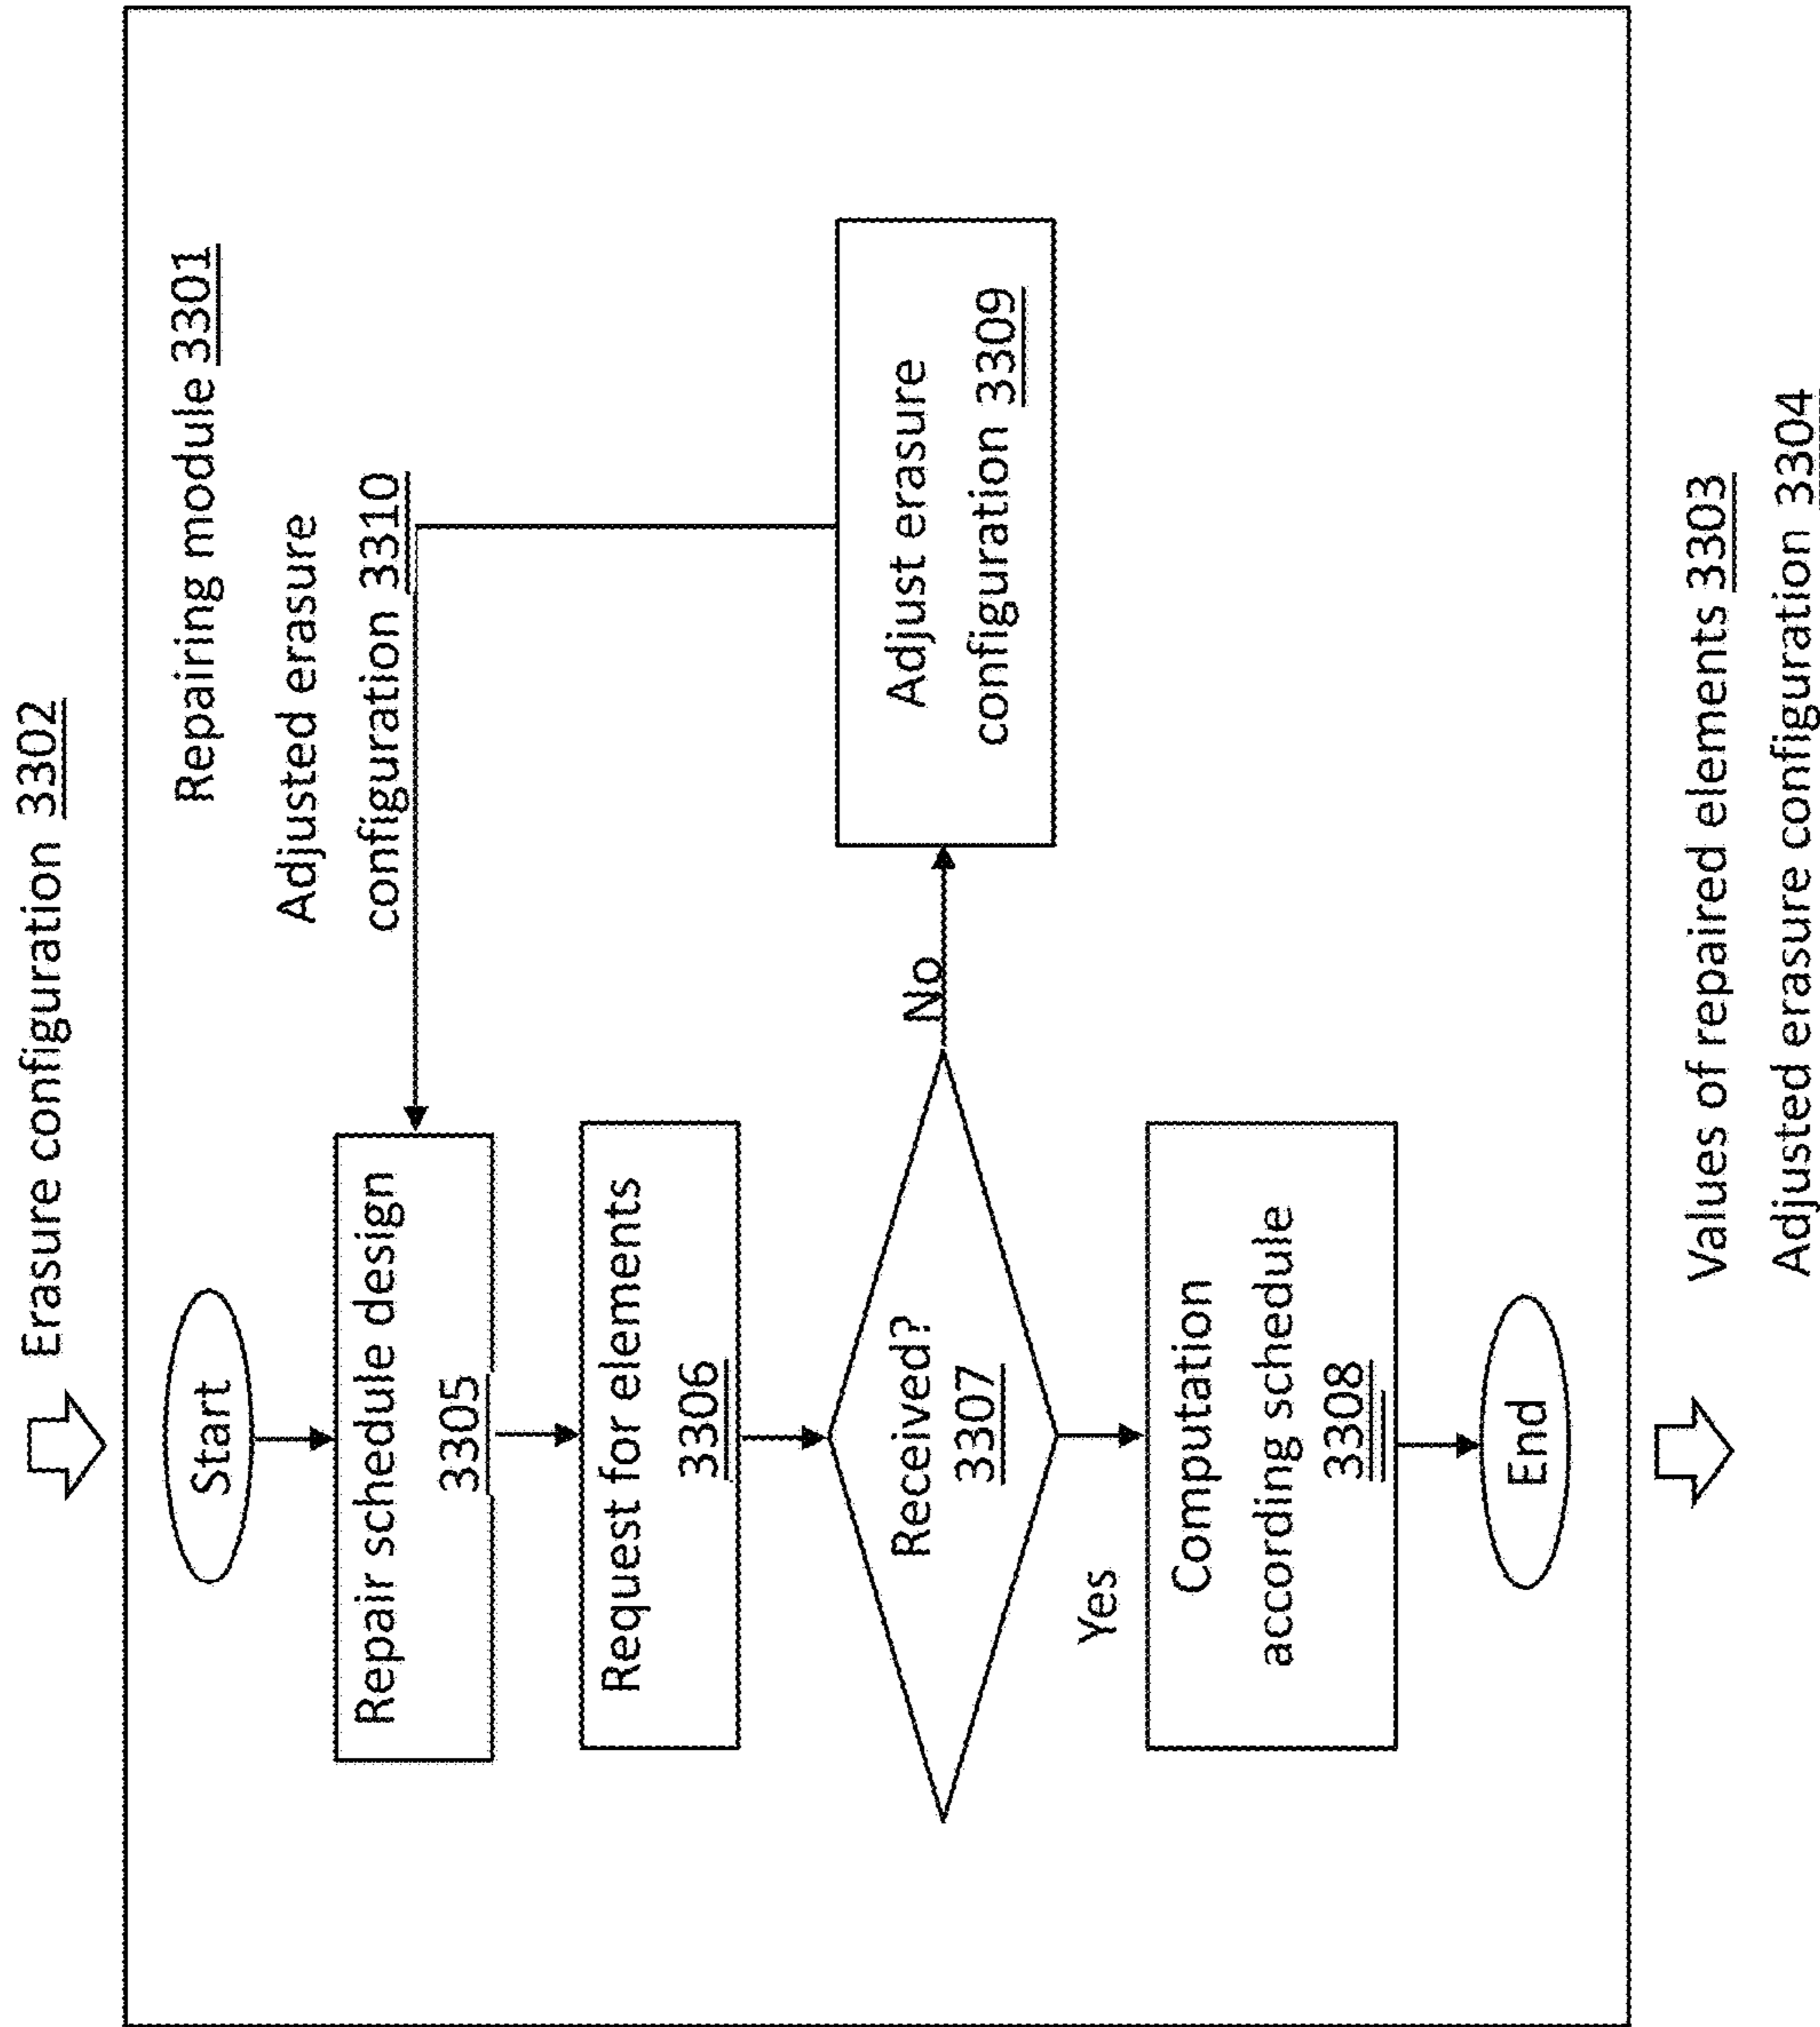 Erasure configuration 3302
Repairing module 3301
Start
Adjusted erasure
configuration 3310
Repair schedule design
3305
Request for elements
3306
Received?
3307
No
Adjust erasure
configuration 3309
Yes
Computation
according schedule
3308
End
Values of repaired elements 3303
Adjusted erasure configuration 3304